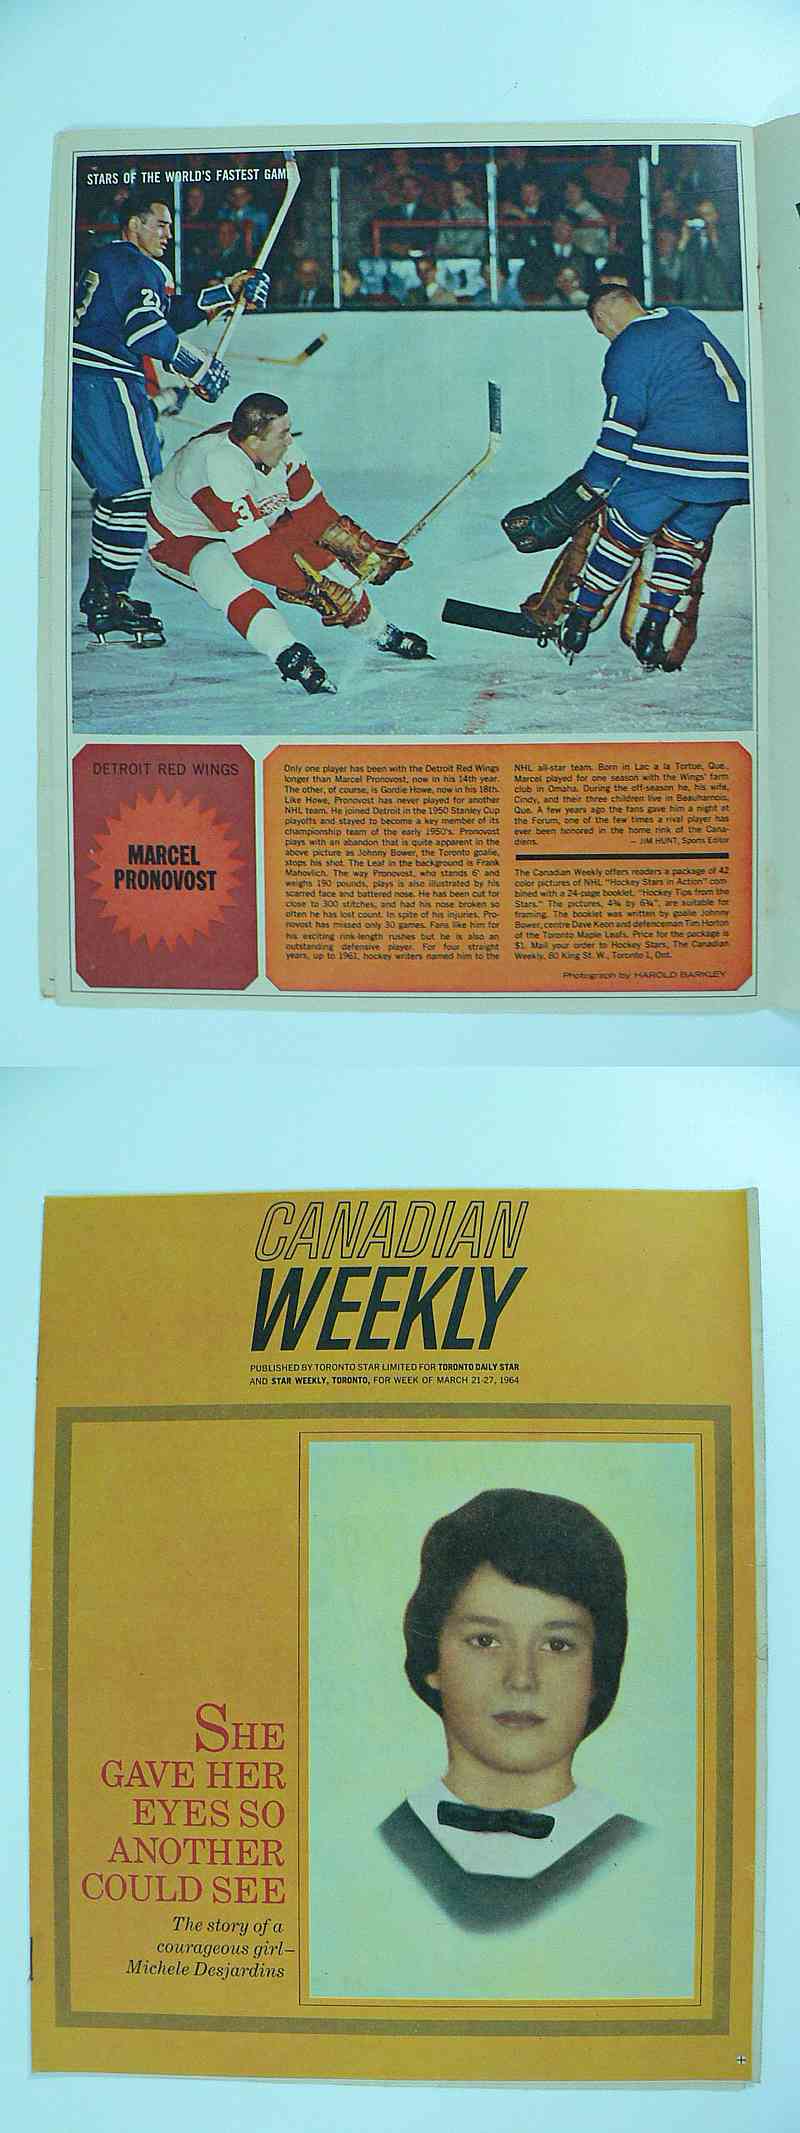 STARS OF THE WORLD'S FASTEST GAME
2
3
1
1
DETROIT RED WINGS
MARCEL
PRONOVOST
Only one player has been with the Detroit Red Wings
longer than Marcel Pronovost, now in his 14th year.
The other, of course, is Gordie Howe, now in his 18th.
Like Howe, Pronovost has never played for another
NHL team. He joined Detroit in the 1950 Stanley Cup
playoffs and stayed to become a key member of its
championship team of the early 1950's. Pronovost
plays with an abandon that is quite apparent in the
above picture as Johnny Bower, the Toronto goalie,
stops his shot. The Leaf in the background is Frank
Mahovlich. The way Pronovost, who stands 6' and
weighs 190 pounds, plays is also illustrated by his
scarred face and battered nose. He has been cut for
close to 300 stitches, and had his nose broken so
often he has lost count. In spite of his injuries, Pro-
novost has missed only 30 games. Fans like him for
his exciting rink-length rushes but he is also an
outstanding defensive player. For four straight
years, up to 1961, hockey writers named him to the
NHL all-star team. Born in Lac a la Tortue, Que.,
Marcel played for one season with the Wings' farm
club in Omaha. During the off-season he, his wife,
Cindy, and their three children live in Beauharnois,
Que. A few years ago the fans gave him a night at
the Forum, one of the few times a rival player has
ever been honored in the home rink of the Cana-
diens. — JIM HUNT, Sports Editor
The Canadian Weekly offers readers a package of 42
color pictures of NHL "Hockey Stars in Action" com-
bined with a 24-page booklet, "Hockey Tips from the
Stars." The pictures, 4¾ by 6¾", are suitable for
framing. The booklet was written by goalie Johnny
Bower, centre Dave Keon and defenceman Tim Horton
of the Toronto Maple Leafs. Price for the package is
$1. Mail your order to Hockey Stars, The Canadian
Weekly, 80 King St. W., Toronto 1, Ont.
Photograph by HAROLD BARKLEY
CANADIAN
WEEKLY
PUBLISHED BY TORONTO STAR LIMITED FOR TORONTO DAILY STAR
AND STAR WEEKLY, TORONTO, FOR WEEK OF MARCH 21-27, 1964
SHE
GAVE HER
EYES SO
ANOTHER
COULD SEE
The story of a
courageous girl—
Michele Desjardins